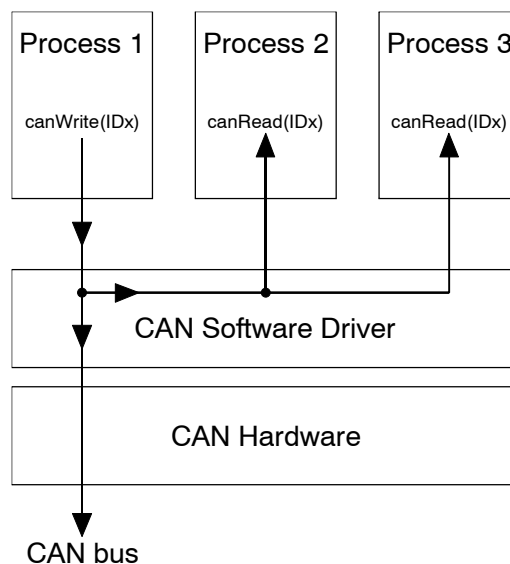 Process 1
Process 2
Process 3
canWrite(IDx)
canRead(IDx)
canRead(IDx)
CAN Software Driver
CAN Hardware
CAN bus